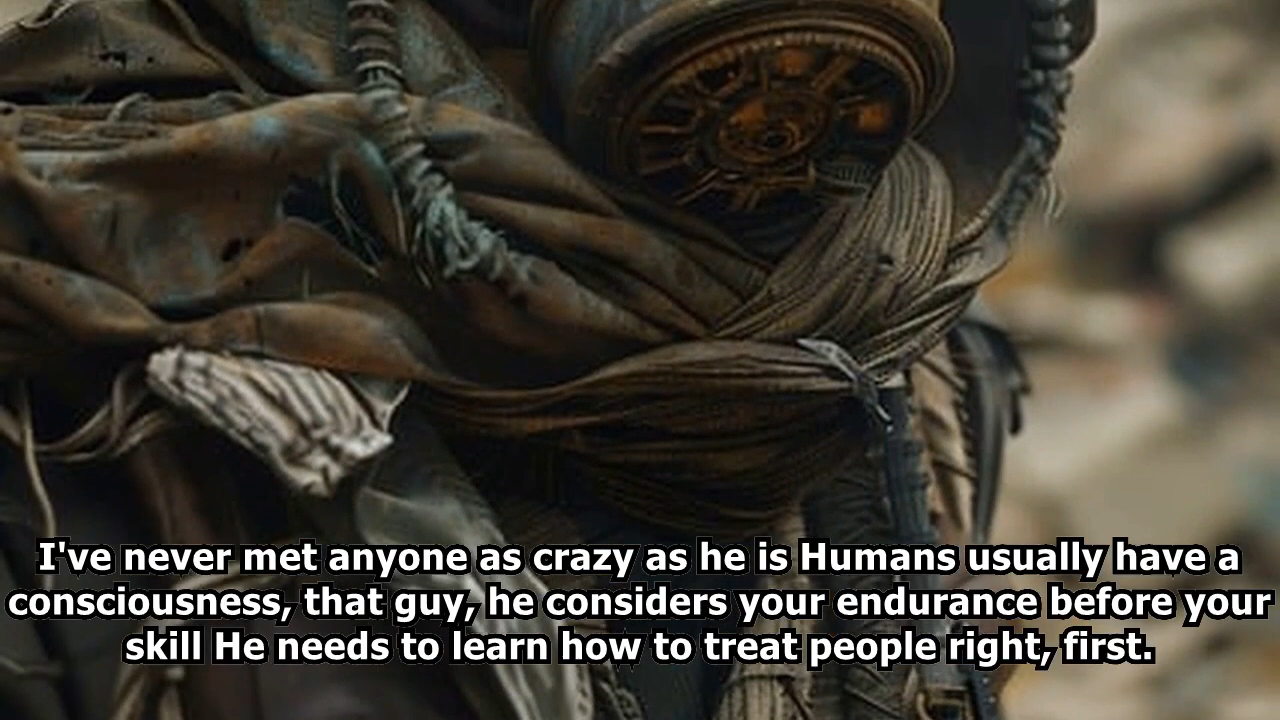 I've never met anyone as crazy as he is Humans usually have a
consciousness, that guy, he considers your endurance before your
skill He needs to learn how to treat people right, first.